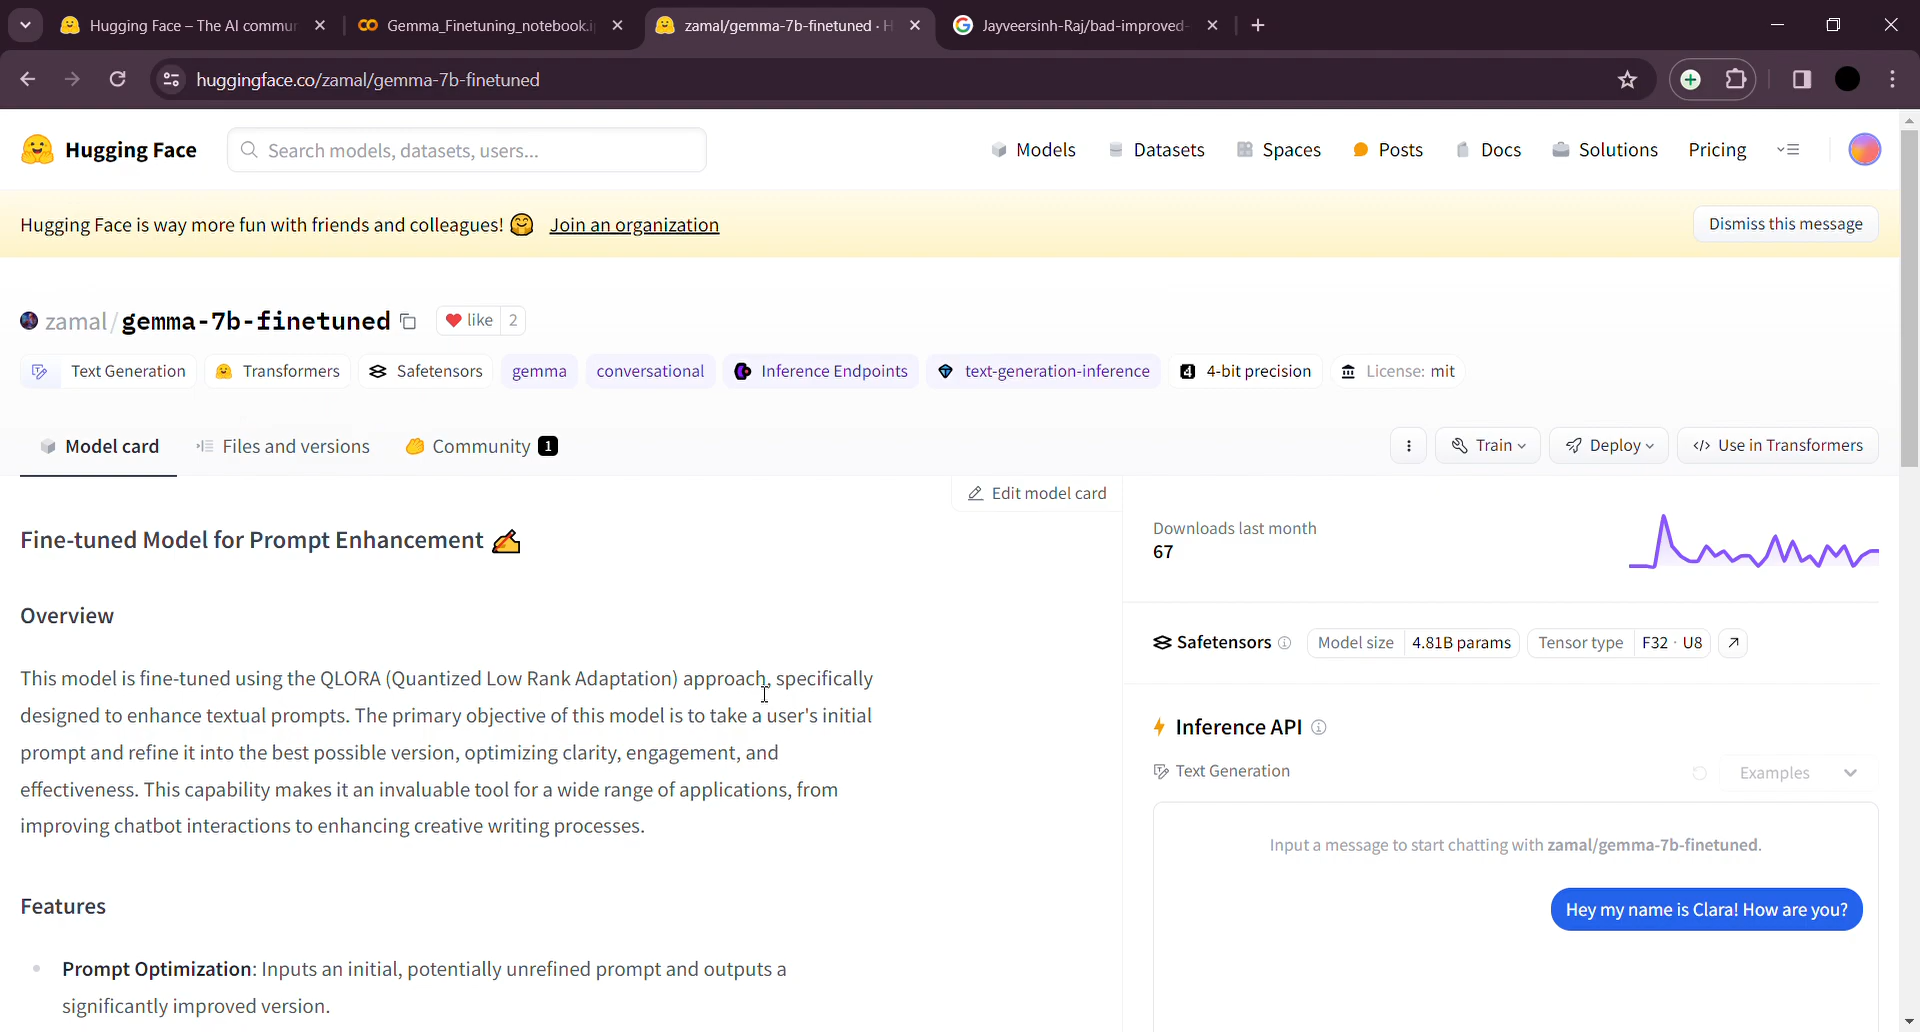 Hugging Face – The AI commun
Gemma_Finetuning_notebook.i
zamal/gemma-7b-finetuned · H
Jayveersinh-Raj/bad-improved-
huggingface.co/zamal/gemma-7b-finetuned
Hugging Face
Search models, datasets, users...
Models
Datasets
Spaces
Posts
Docs
Solutions
Pricing
Hugging Face is way more fun with friends and colleagues! 🤗 Join an organization
Dismiss this message
zamal/gemma-7b-finetuned
like 2
Text Generation
Transformers
Safetensors
gemma
conversational
Inference Endpoints
text-generation-inference
4 4-bit precision
License: mit
Model card
Files and versions
Community 1
Train
Deploy
</> Use in Transformers
Edit model card
Fine-tuned Model for Prompt Enhancement ✍
Overview
This model is fine-tuned using the QLORA (Quantized Low Rank Adaptation) approach, specifically
designed to enhance textual prompts. The primary objective of this model is to take a user's initial
prompt and refine it into the best possible version, optimizing clarity, engagement, and
effectiveness. This capability makes it an invaluable tool for a wide range of applications, from
improving chatbot interactions to enhancing creative writing processes.
Features
• Prompt Optimization: Inputs an initial, potentially unrefined prompt and outputs a
significantly improved version.
Downloads last month
67
Safetensors
Model size 4.81B params
Tensor type F32 · U8
Inference API
Text Generation
Examples
Input a message to start chatting with zamal/gemma-7b-finetuned.
Hey my name is Clara! How are you?